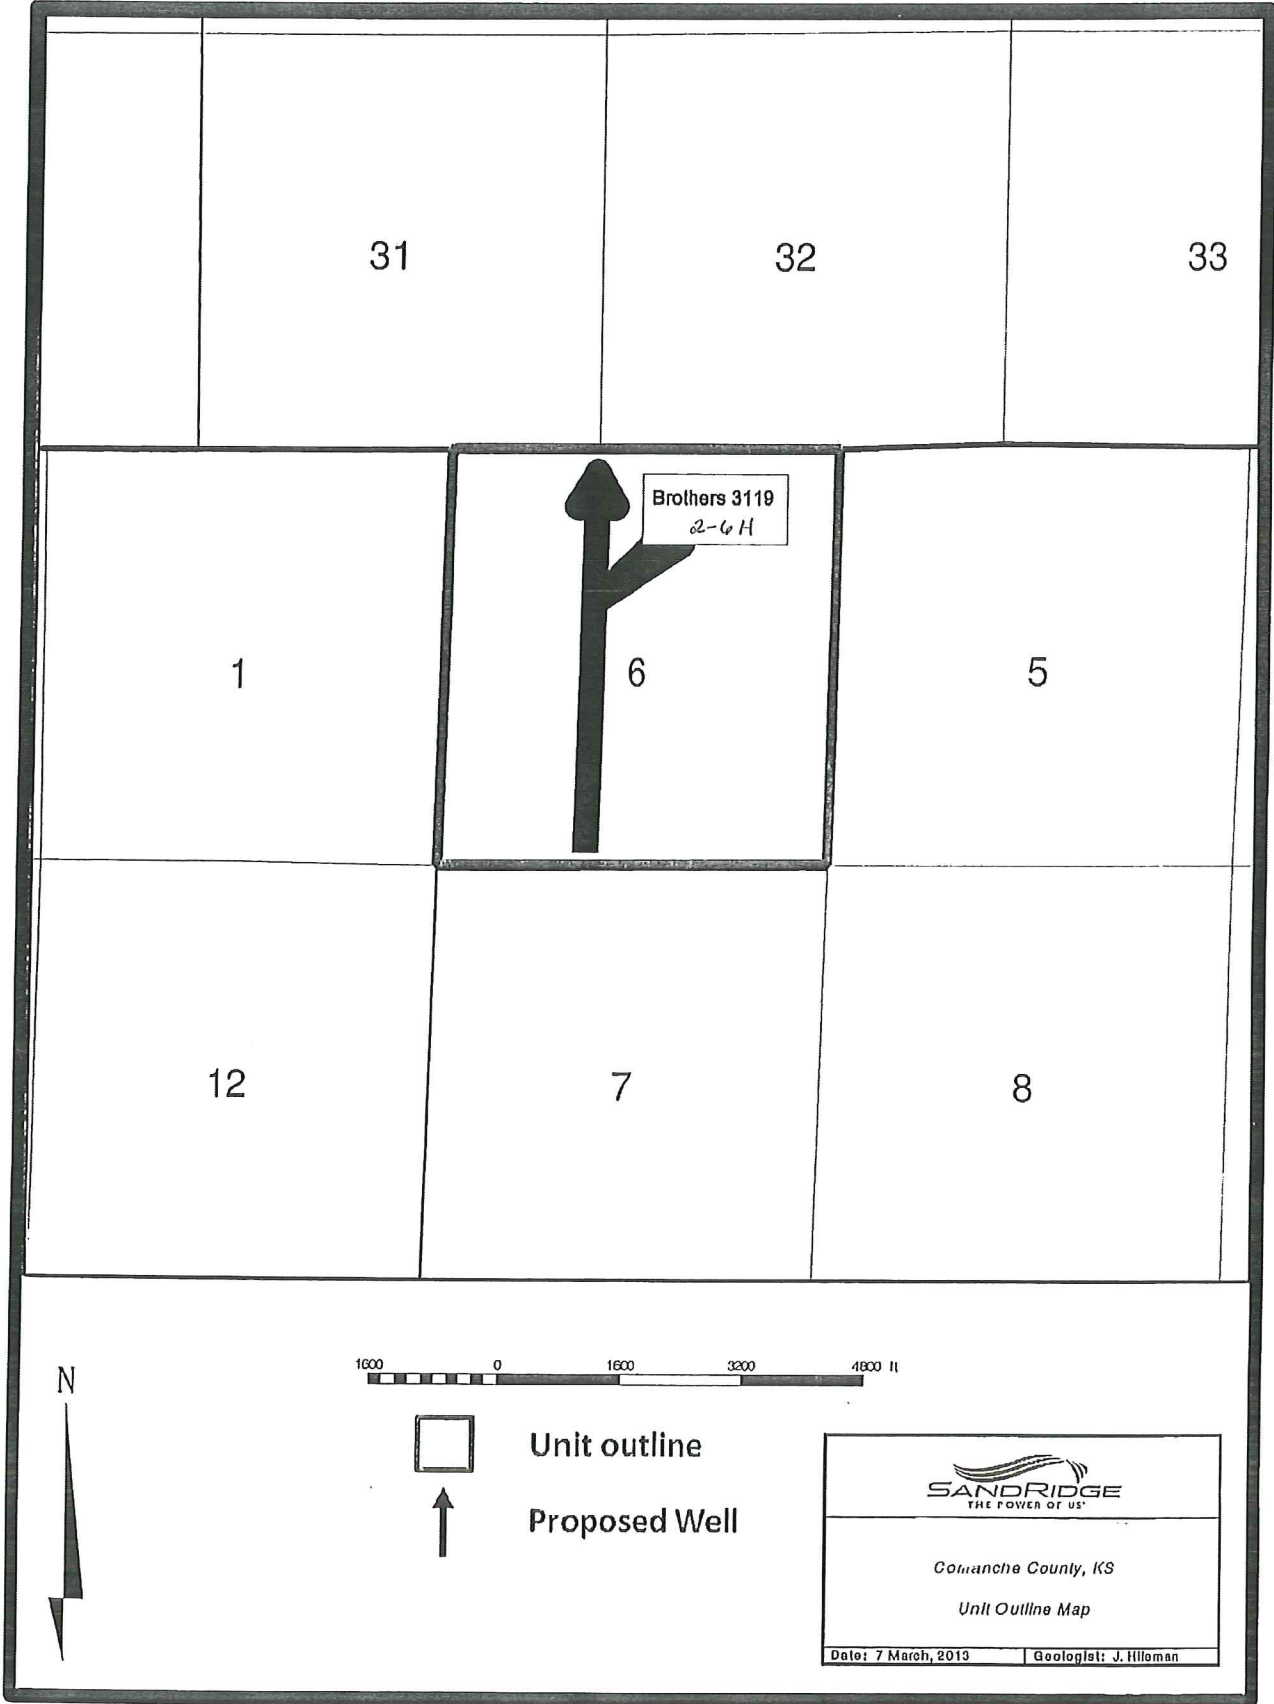 31
32
33
Brothers 3119
2-6H
1
6
5
12
7
8
N
1600 0 1600 3200 4800 ft
Unit outline
Proposed Well
SANDRIDGE
THE POWER OF US'
Comanche County, KS
Unit Outline Map
Date: 7 March, 2013 Geologist: J. Hiloman